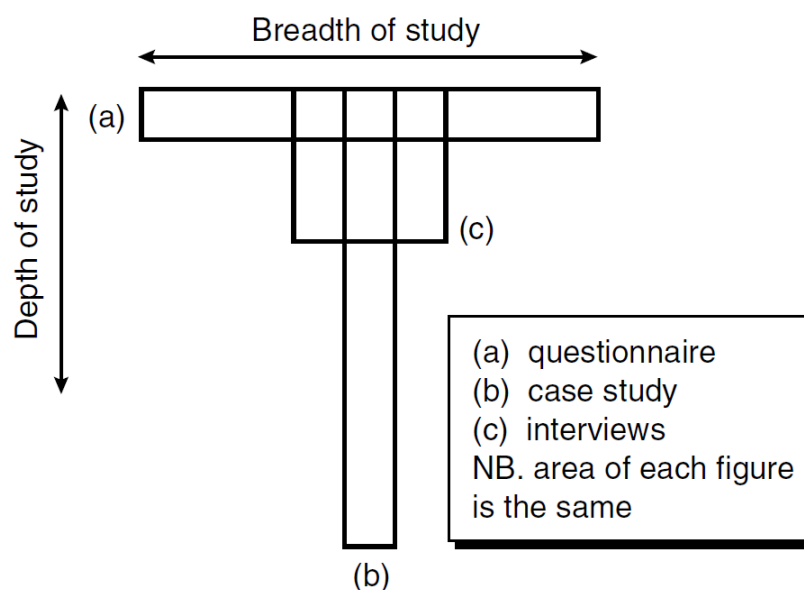 Breadth of study
(a)
Depth of study
(c)
(a) questionnaire
(b) case study
(c) interviews
NB. area of each figure
is the same
(b)